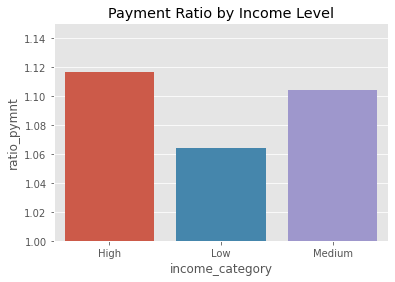 Payment Ratio by Income Level
1.14
1.12
1.10
1.08
1.06
1.04
1.02
1.00
ratio_pymnt
High
Low
Medium
income_category